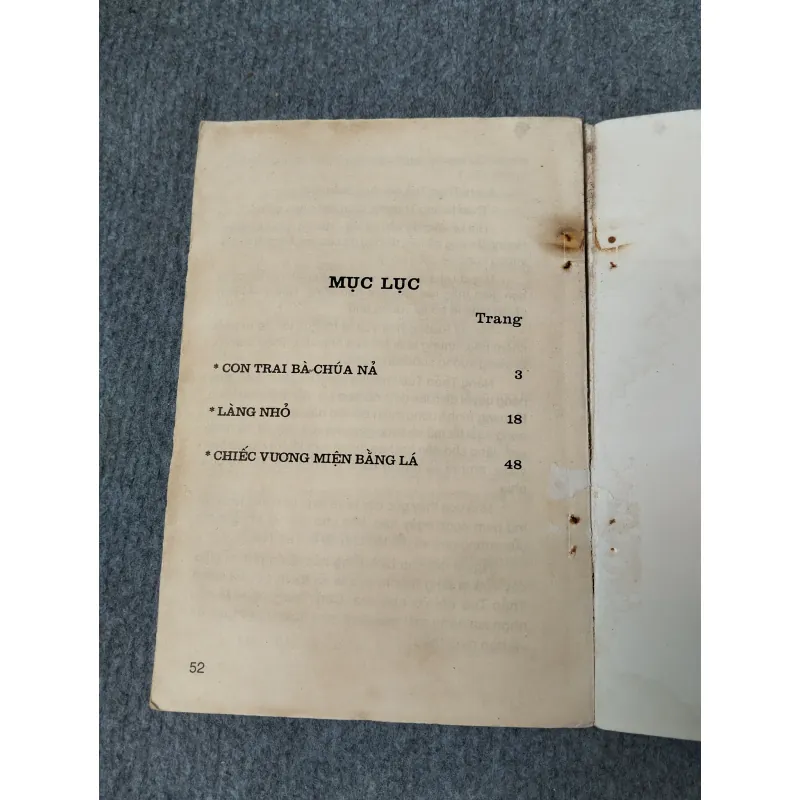 MỤC LỤC
Trang
* CON TRAI BÀ CHÚA NẢ 3
* LÀNG NHỎ 18
* CHIẾC VƯƠNG MIỆN BẰNG LÁ 48
52